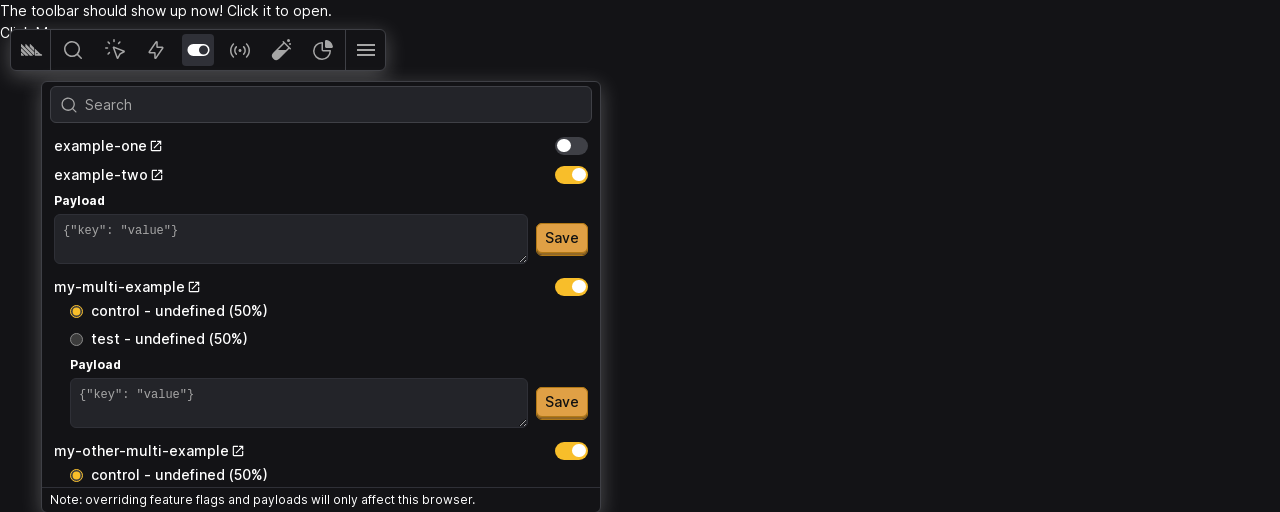 The toolbar should show up now! Click it to open.
Search
example-one
example-two
Payload
{"key": "value"}
Save
my-multi-example
control - undefined (50%)
test - undefined (50%)
Payload
{"key": "value"}
Save
my-other-multi-example
control - undefined (50%)
Note: overriding feature flags and payloads will only affect this browser.